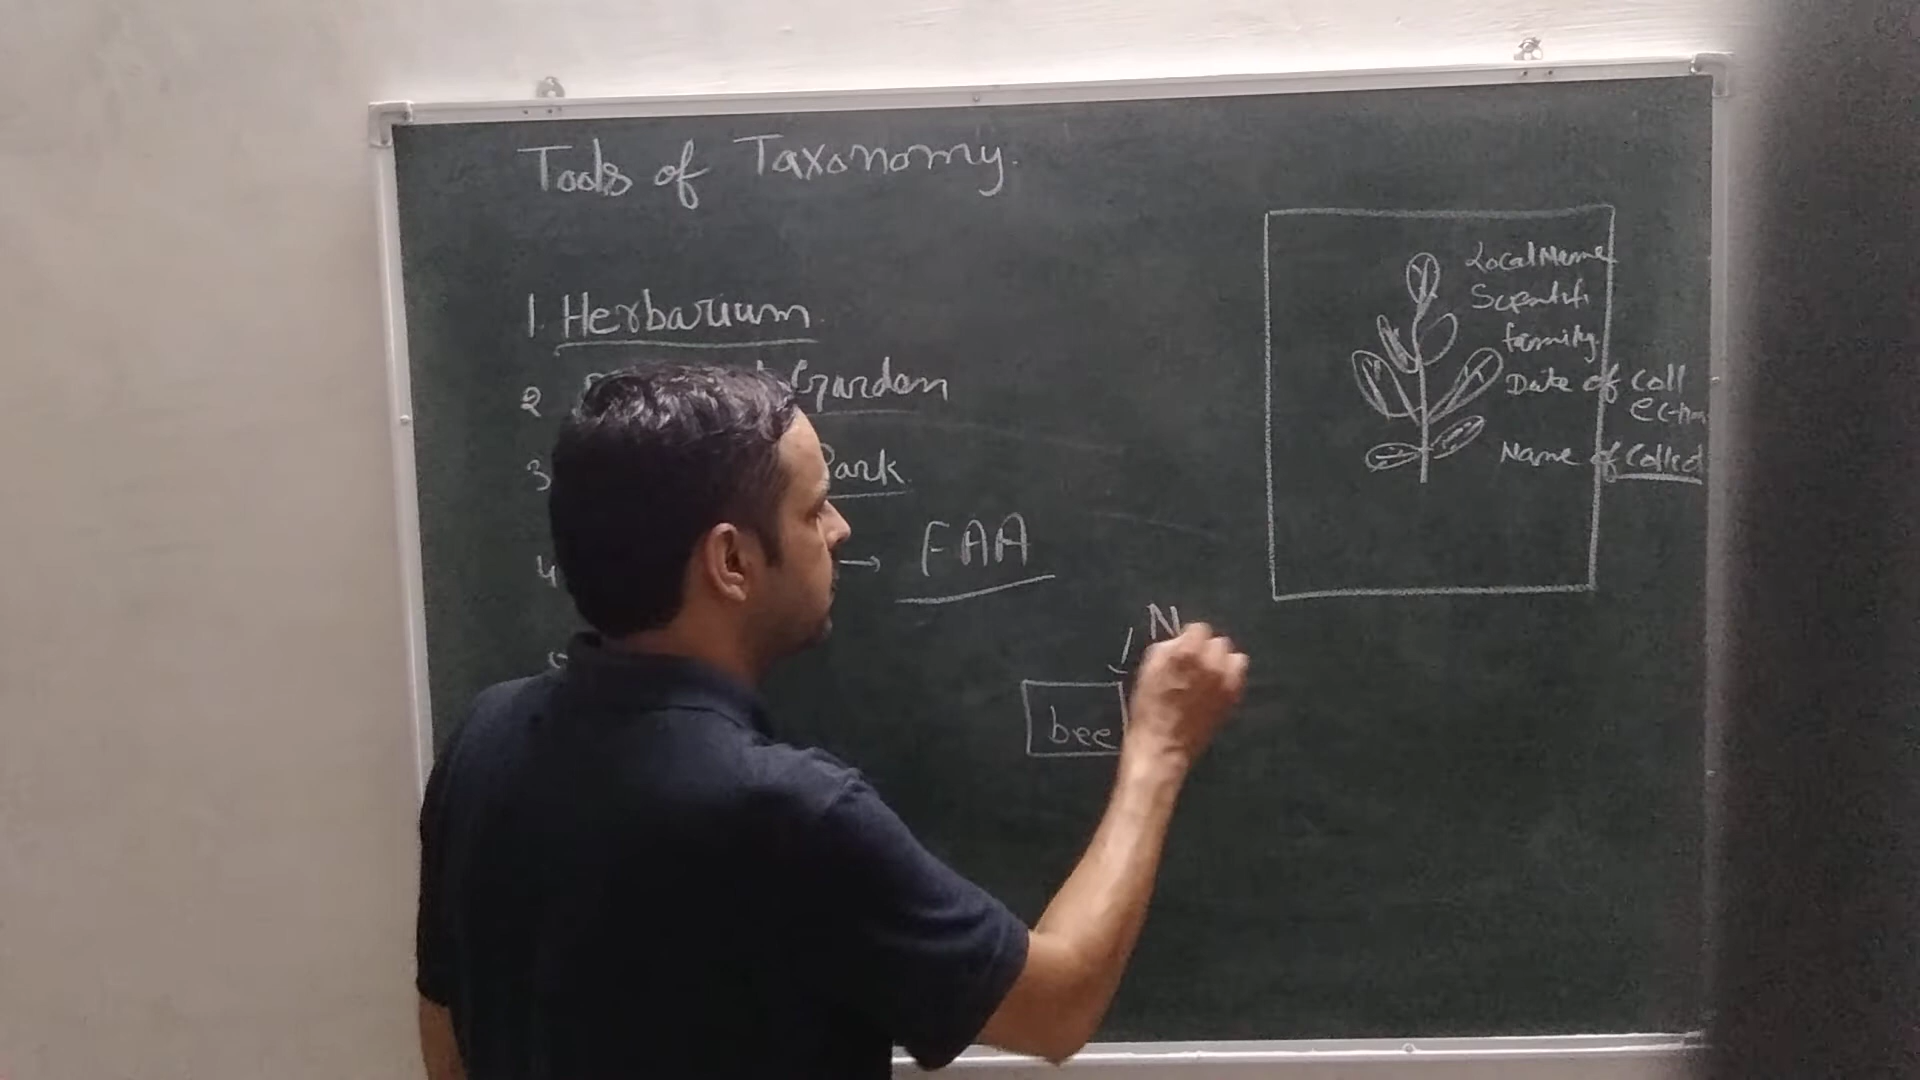 Tools of Taxonomy.
1. Herbarium
2 Garden
3 Park
4 → FAA
N
bee
Local Name
Scientifi
family
Date of Coll
ection
Name of Collect